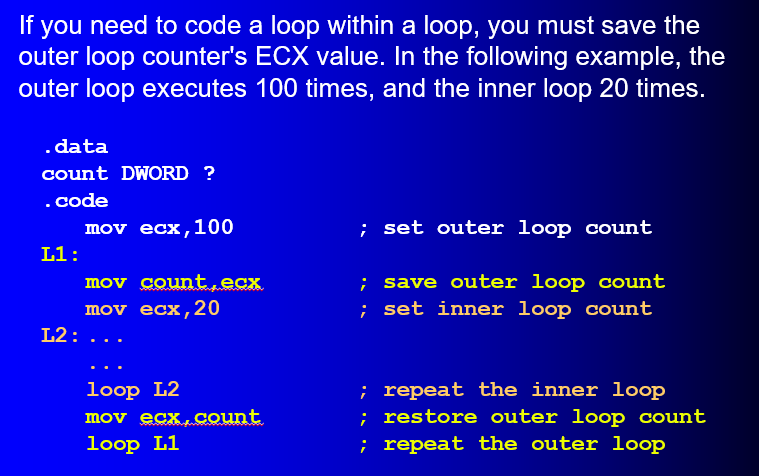 If you need to code a loop within a loop, you must save the
outer loop counter's ECX value. In the following example, the
outer loop executes 100 times, and the inner loop 20 times.
.data
count DWORD ?
.code
mov ecx,100 ; set outer loop count
L1:
mov count,ecx ; save outer loop count
mov ecx,20 ; set inner loop count
L2: ...
...
loop L2 ; repeat the inner loop
mov ecx,count ; restore outer loop count
loop L1 ; repeat the outer loop